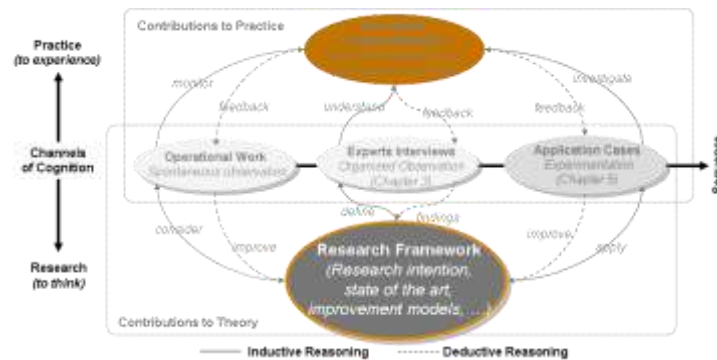 Contributions to Practice
Practice
(to experience)
monitor
feedback
understand
feedback
investigate
feedback
Channels
of Cognition
Operational Work
Spontaneous observation
Experts Interviews
Organized Observation
(Chapter 3)
Application Cases
Experimentation
(Chapter 5)
consider
improve
define
findings
improve
apply
Research
(to think)
Research Framework
(Research intention,
state of the art,
improvement models, …)
Contributions to Theory
Inductive Reasoning
Deductive Reasoning